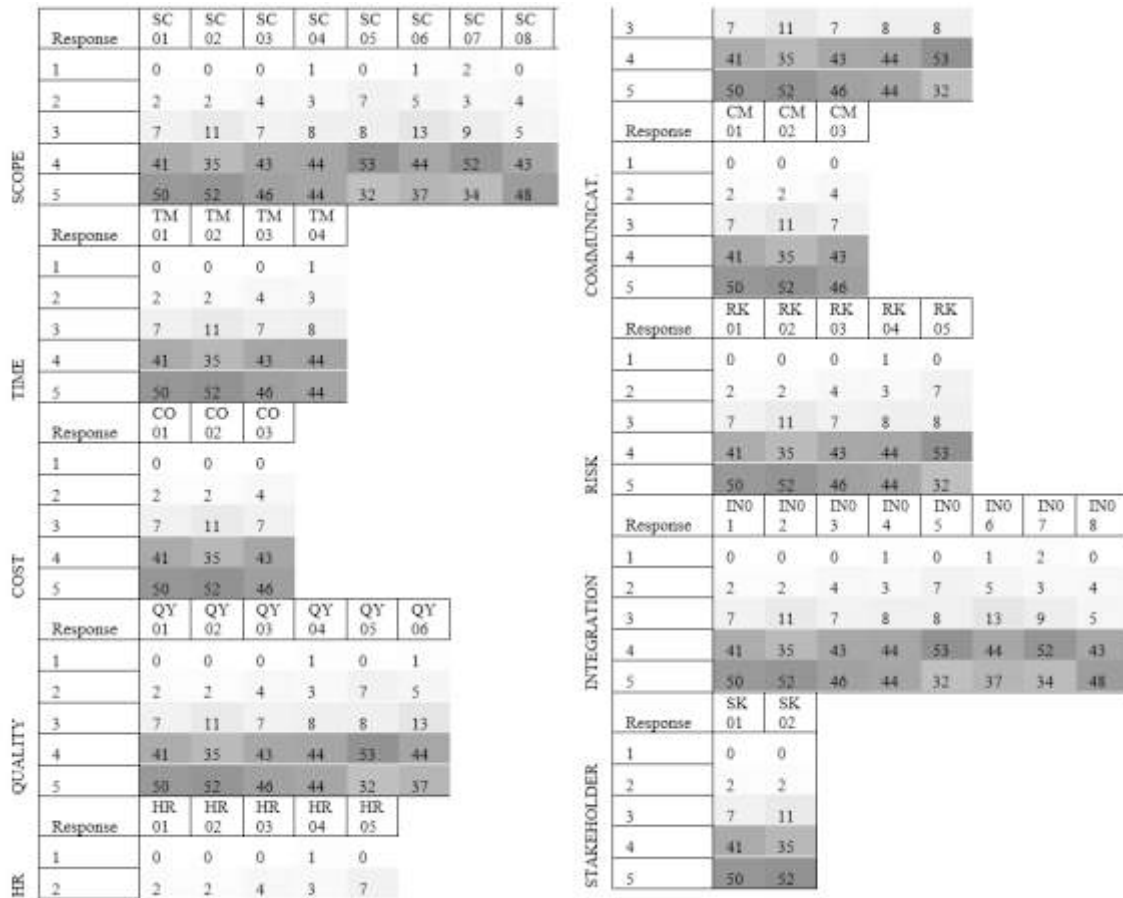 Response SC 01 SC 02 SC 03 SC 04 SC 05 SC 06 SC 07 SC 08
1 0 0 0 1 0 1 2 0
2 2 2 4 3 7 5 3 4
3 7 11 7 8 8 13 9 5
4 41 35 43 44 53 44 52 43
5 50 52 46 44 32 37 34 48
SCOPE
Response TM 01 TM 02 TM 03 TM 04
1 0 0 0 1
2 2 2 4 3
3 7 11 7 8
4 41 35 43 44
5 50 52 46 44
TIME
Response CO 01 CO 02 CO 03
1 0 0 0
2 2 2 4
3 7 11 7
4 41 35 43
5 50 52 46
COST
Response QY 01 QY 02 QY 03 QY 04 QY 05 QY 06
1 0 0 0 1 0 1
2 2 2 4 3 7 5
3 7 11 7 8 8 13
4 41 35 43 44 53 44
5 50 52 46 44 32 37
QUALITY
Response HR 01 HR 02 HR 03 HR 04 HR 05
1 0 0 0 1 0
2 2 2 4 3 7
HR
3 7 11 7 8 8
4 41 35 43 44 53
5 50 52 46 44 32
Response CM 01 CM 02 CM 03
1 0 0 0
2 2 2 4
3 7 11 7
4 41 35 43
5 50 52 46
COMMUNICAT.
Response RK 01 RK 02 RK 03 RK 04 RK 05
1 0 0 0 1 0
2 2 2 4 3 7
3 7 11 7 8 8
4 41 35 43 44 53
5 50 52 46 44 32
RISK
Response IN0 1 IN0 2 IN0 3 IN0 4 IN0 5 IN0 6 IN0 7 IN0 8
1 0 0 0 1 0 1 2 0
2 2 2 4 3 7 5 3 4
3 7 11 7 8 8 13 9 5
4 41 35 43 44 53 44 52 43
5 50 52 46 44 32 37 34 48
INTEGRATION
Response SK 01 SK 02
1 0 0
2 2 2
3 7 11
4 41 35
5 50 52
STAKEHOLDER